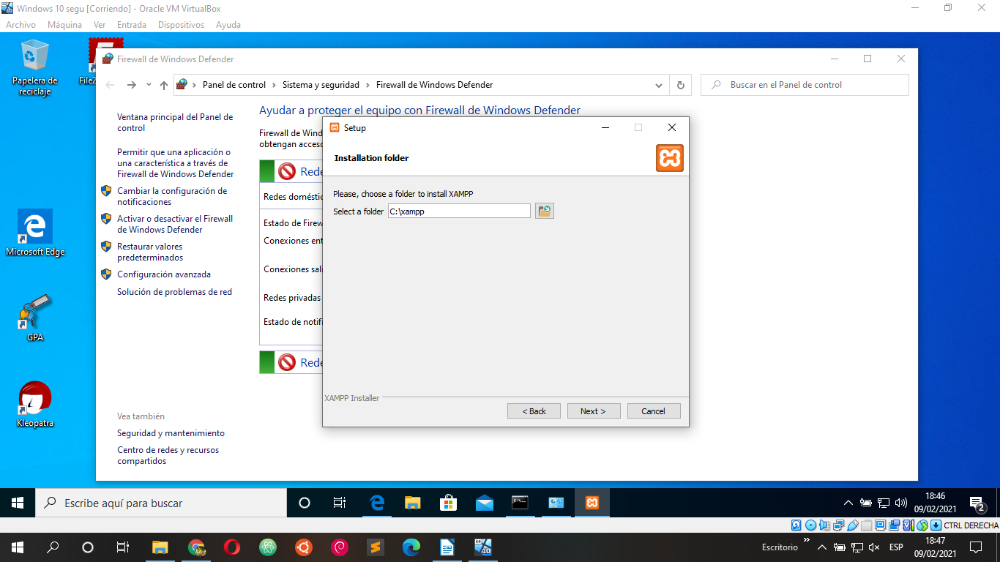 Windows 10 segu [Corriendo] - Oracle VM VirtualBox
Archivo Máquina Ver Entrada Dispositivos Ayuda
Papelera de
reciclaje
FileZ
Microsoft Edge
GPA
Kleopatra
Firewall de Windows Defender
Panel de control > Sistema y seguridad > Firewall de Windows Defender
Buscar en el Panel de control
Ventana principal del Panel de
control
Permitir que una aplicación o
una característica a través de
Firewall de Windows Defender
Cambiar la configuración de
notificaciones
Activar o desactivar el Firewall
de Windows Defender
Restaurar valores
predeterminados
Configuración avanzada
Solución de problemas de red
Vea también
Seguridad y mantenimiento
Centro de redes y recursos
compartidos
Ayudar a proteger el equipo con Firewall de Windows Defender
Firewall de Wind
obtengan acceso
Rede
Redes doméstic
Estado de Firew
Conexiones ent
Conexiones sali
Redes privadas
Estado de notifi
Rede
Setup
Installation folder
Please, choose a folder to install XAMPP
Select a folder C:\xampp
XAMPP Installer
< Back Next > Cancel
Escribe aquí para buscar
18:46
09/02/2021
2
CTRL DERECHA
Escritorio
ESP
18:47
09/02/2021